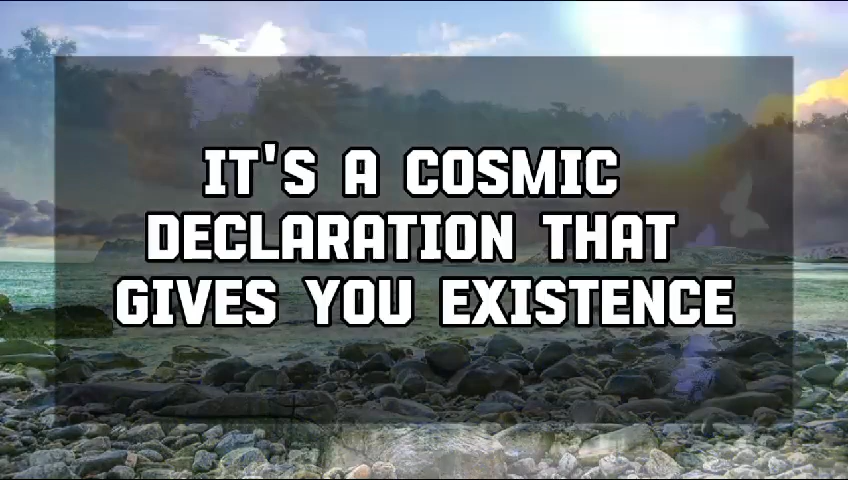 IT'S A COSMIC
DECLARATION THAT
GIVES YOU EXISTENCE